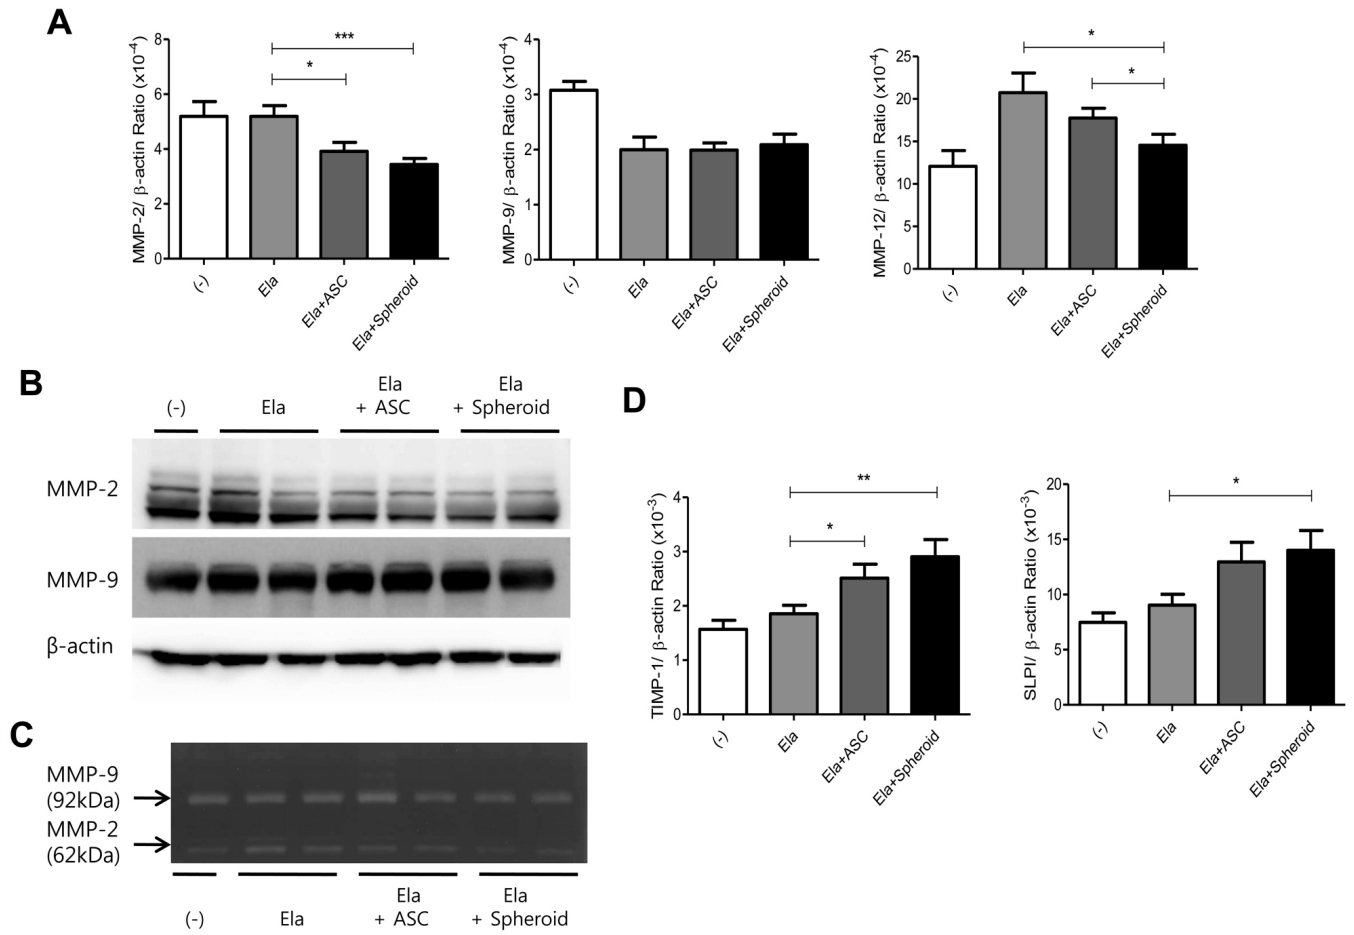 A
MMP-2/ β-actin Ratio (x10-4)
8
6
4
2
0
***
*
(-)
Ela
Ela+ASC
Ela+Spheroid
MMP-9/ β-actin Ratio (x10-4)
4
3
2
1
0
(-)
Ela
Ela+ASC
Ela+Spheroid
MMP-12/ β-actin Ratio (x10-4)
25
20
15
10
5
0
*
*
(-)
Ela
Ela+ASC
Ela+Spheroid
B
(-)
Ela
Ela
+ ASC
Ela
+ Spheroid
MMP-2
MMP-9
β-actin
C
MMP-9
(92kDa)
MMP-2
(62kDa)
(-)
Ela
Ela
+ ASC
Ela
+ Spheroid
D
TIMP-1/ β-actin Ratio (x10-3)
4
3
2
1
0
**
*
(-)
Ela
Ela+ASC
Ela+Spheroid
SLPI/ β-actin Ratio (x10-3)
20
15
10
5
0
*
(-)
Ela
Ela+ASC
Ela+Spheroid